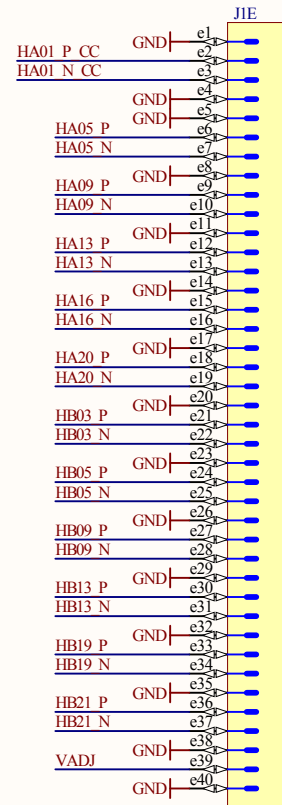 J1E
GND e1
HA01_P_CC e2
HA01_N_CC e3
GND e4
GND e5
HA05_P e6
HA05_N e7
GND e8
HA09_P e9
HA09_N e10
GND e11
HA13_P e12
HA13_N e13
GND e14
HA16_P e15
HA16_N e16
GND e17
HA20_P e18
HA20_N e19
GND e20
HB03_P e21
HB03_N e22
GND e23
HB05_P e24
HB05_N e25
GND e26
HB09_P e27
HB09_N e28
GND e29
HB13_P e30
HB13_N e31
GND e32
HB19_P e33
HB19_N e34
GND e35
HB21_P e36
HB21_N e37
GND e38
VADJ e39
GND e40